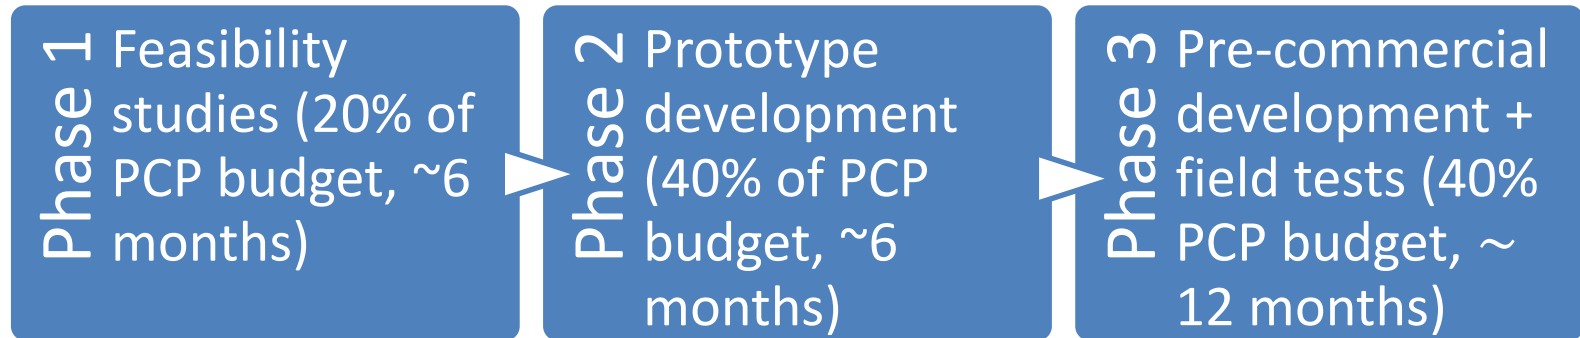 Phase 1
Feasibility
studies (20% of
PCP budget, ~6
months)
Phase 2
Prototype
development
(40% of PCP
budget, ~6
months)
Phase 3
Pre-commercial
development +
field tests (40%
PCP budget, ~
12 months)